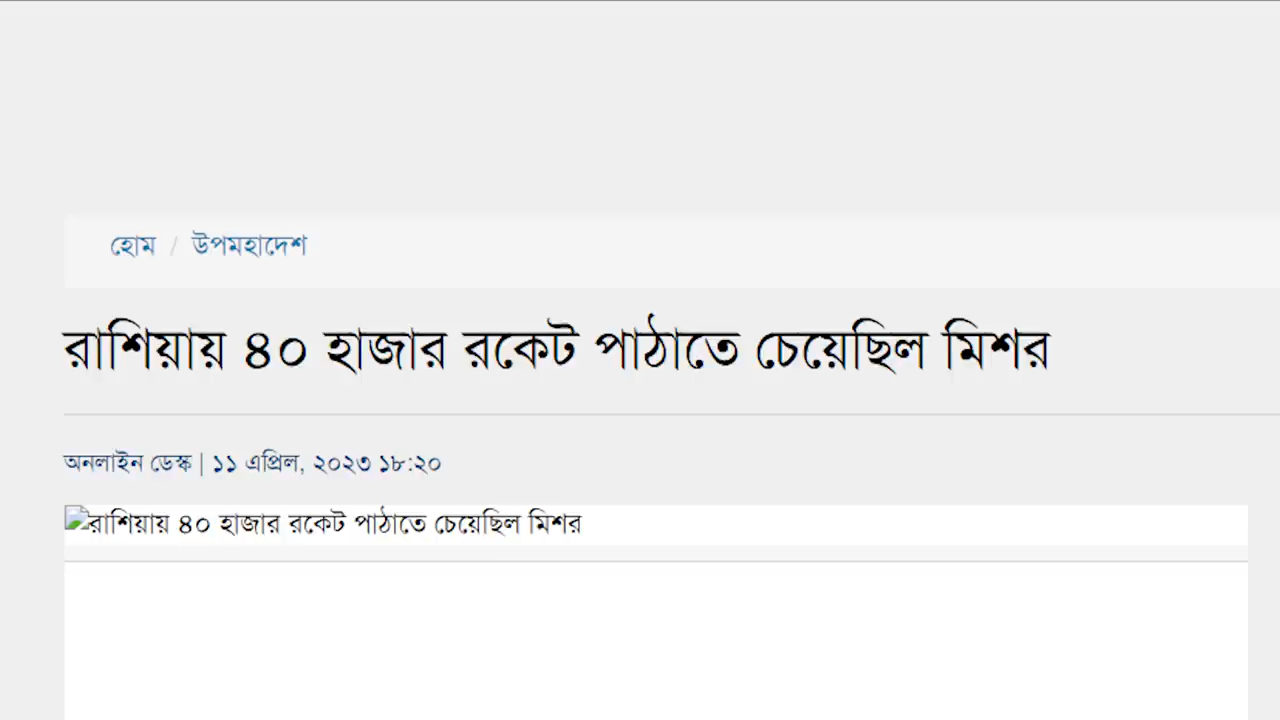 হোম / উপমহাদেশ
রাশিয়ায় ৪০ হাজার রকেট পাঠাতে চেয়েছিল মিশর
অনলাইন ডেস্ক | ১১ এপ্রিল, ২০২৩ ১৮:২০
রাশিয়ায় ৪০ হাজার রকেট পাঠাতে চেয়েছিল মিশর